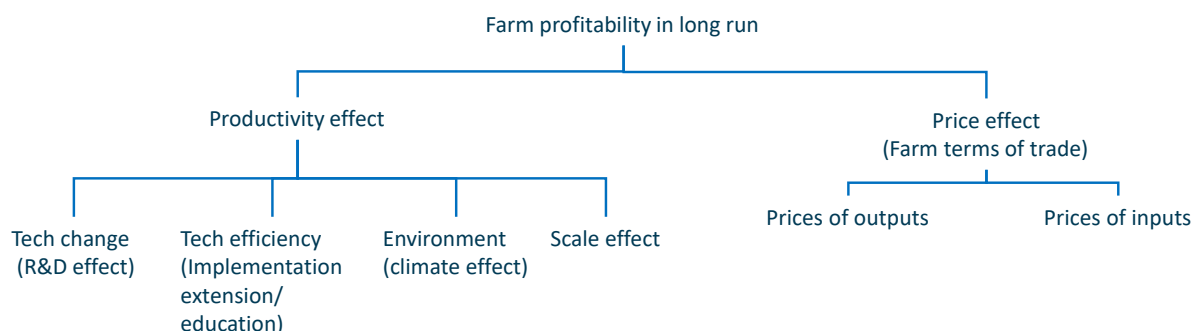 Farm profitability in long run
Productivity effect
Price effect
(Farm terms of trade)
Tech change
(R&D effect)
Tech efficiency
(Implementation
extension/
education)
Environment
(climate effect)
Scale effect
Prices of outputs
Prices of inputs